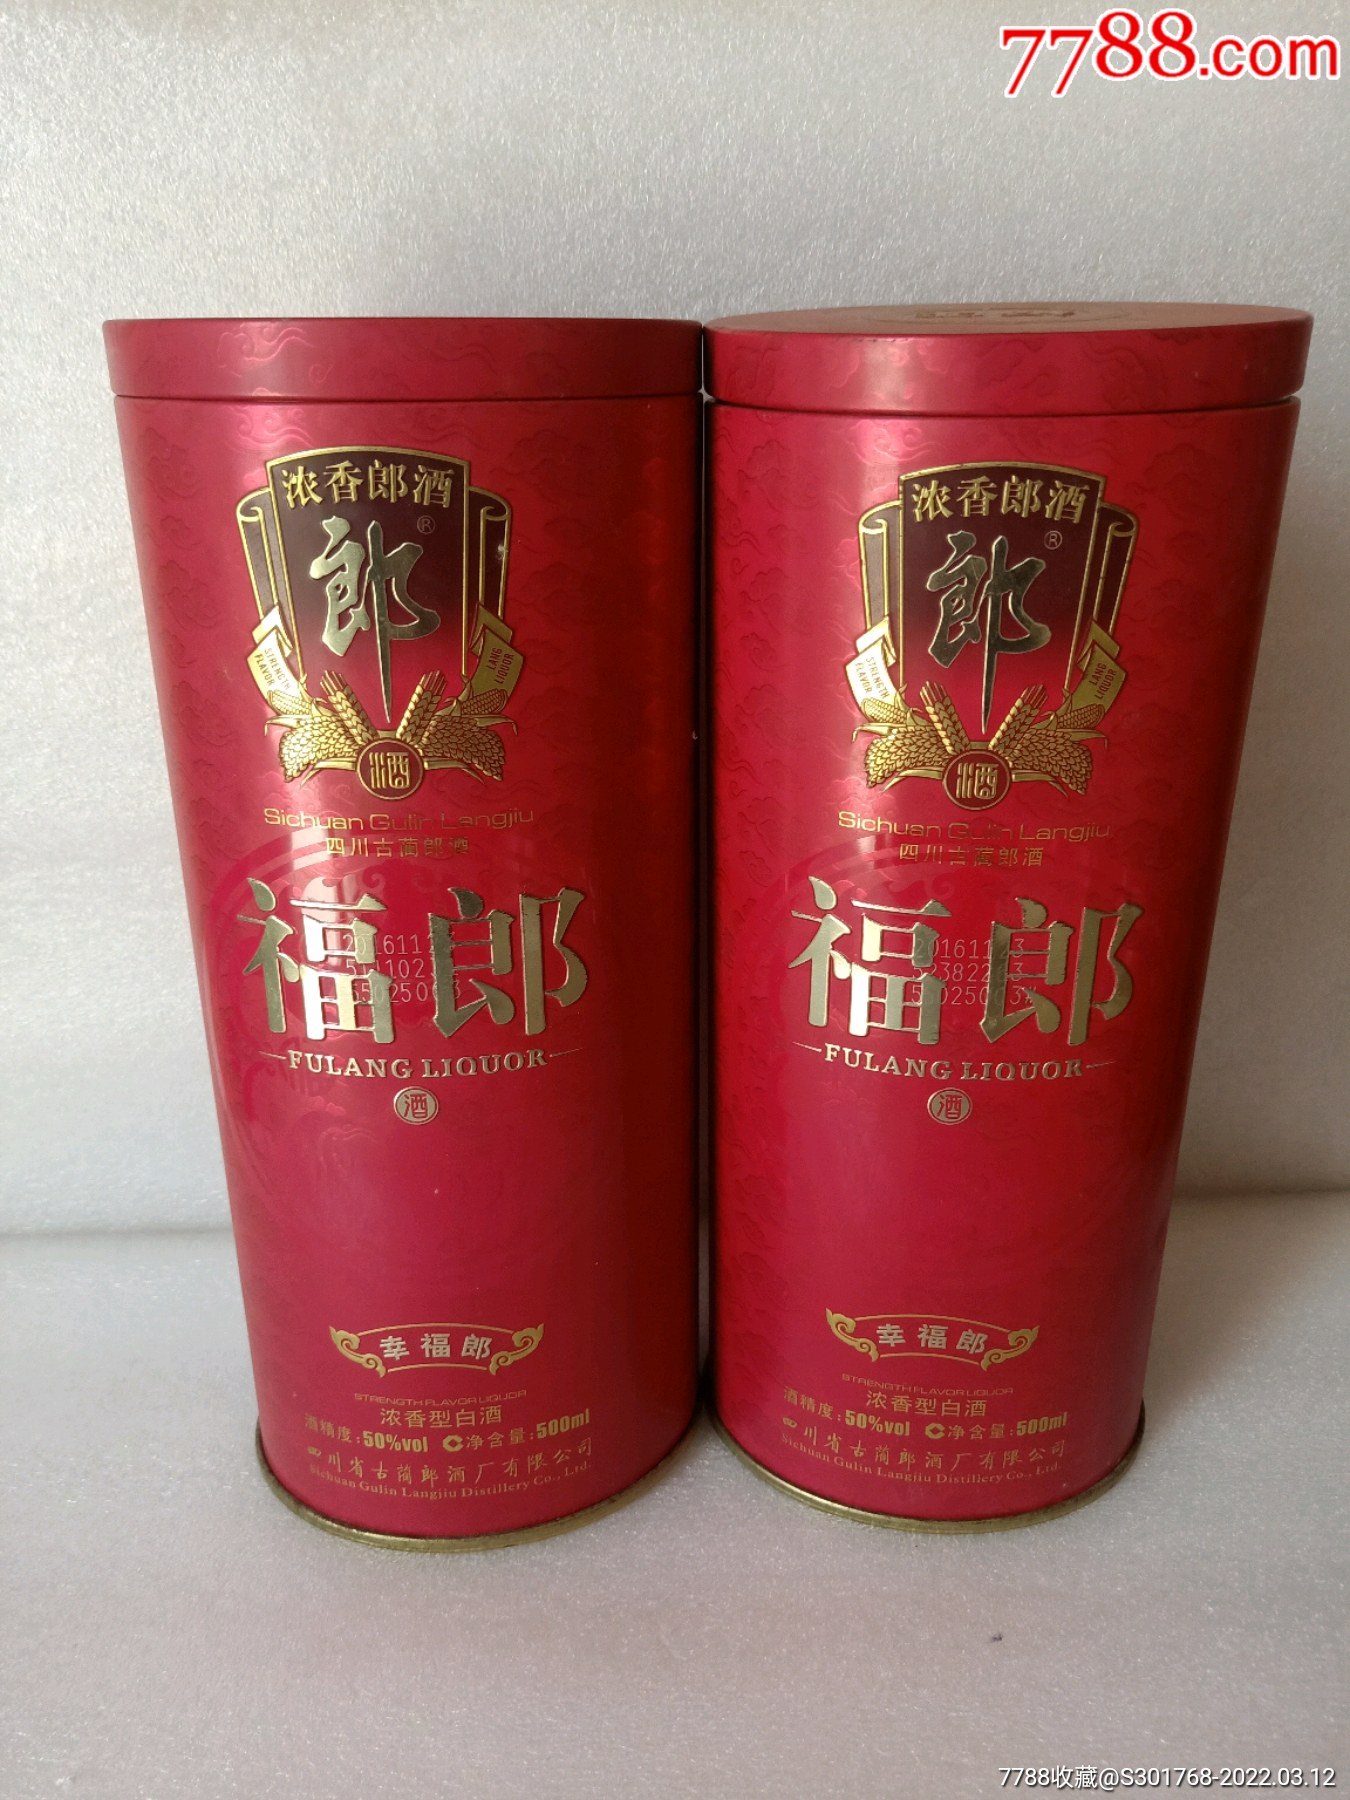 7788.com
浓香郎酒
郎®
STRENGTH
FLAVOR
LANG
LIQUOR
酒
Sichuan Gulin Langjiu
四川古蔺郎酒
福郎
FULANG LIQUOR
酒
幸福郎
STRENGTH FLAVOR LIQUOR
浓香型白酒
酒精度:50%vol C净含量:500ml
四川省古蔺郎酒厂有限公司
Sichuan Gulin Langjiu Distillery Co., Ltd.
浓香郎酒
郎®
STRENGTH
FLAVOR
LANG
LIQUOR
酒
Sichuan Gulin Langjiu
四川古蔺郎酒
福郎
20161123
FULANG LIQUOR
酒
幸福郎
STRENGTH FLAVOR LIQUOR
浓香型白酒
酒精度:50%vol C净含量:500ml
四川省古蔺郎酒厂有限公司
Sichuan Gulin Langjiu Distillery Co., Ltd.
7788收藏@S301768-2022.03.12